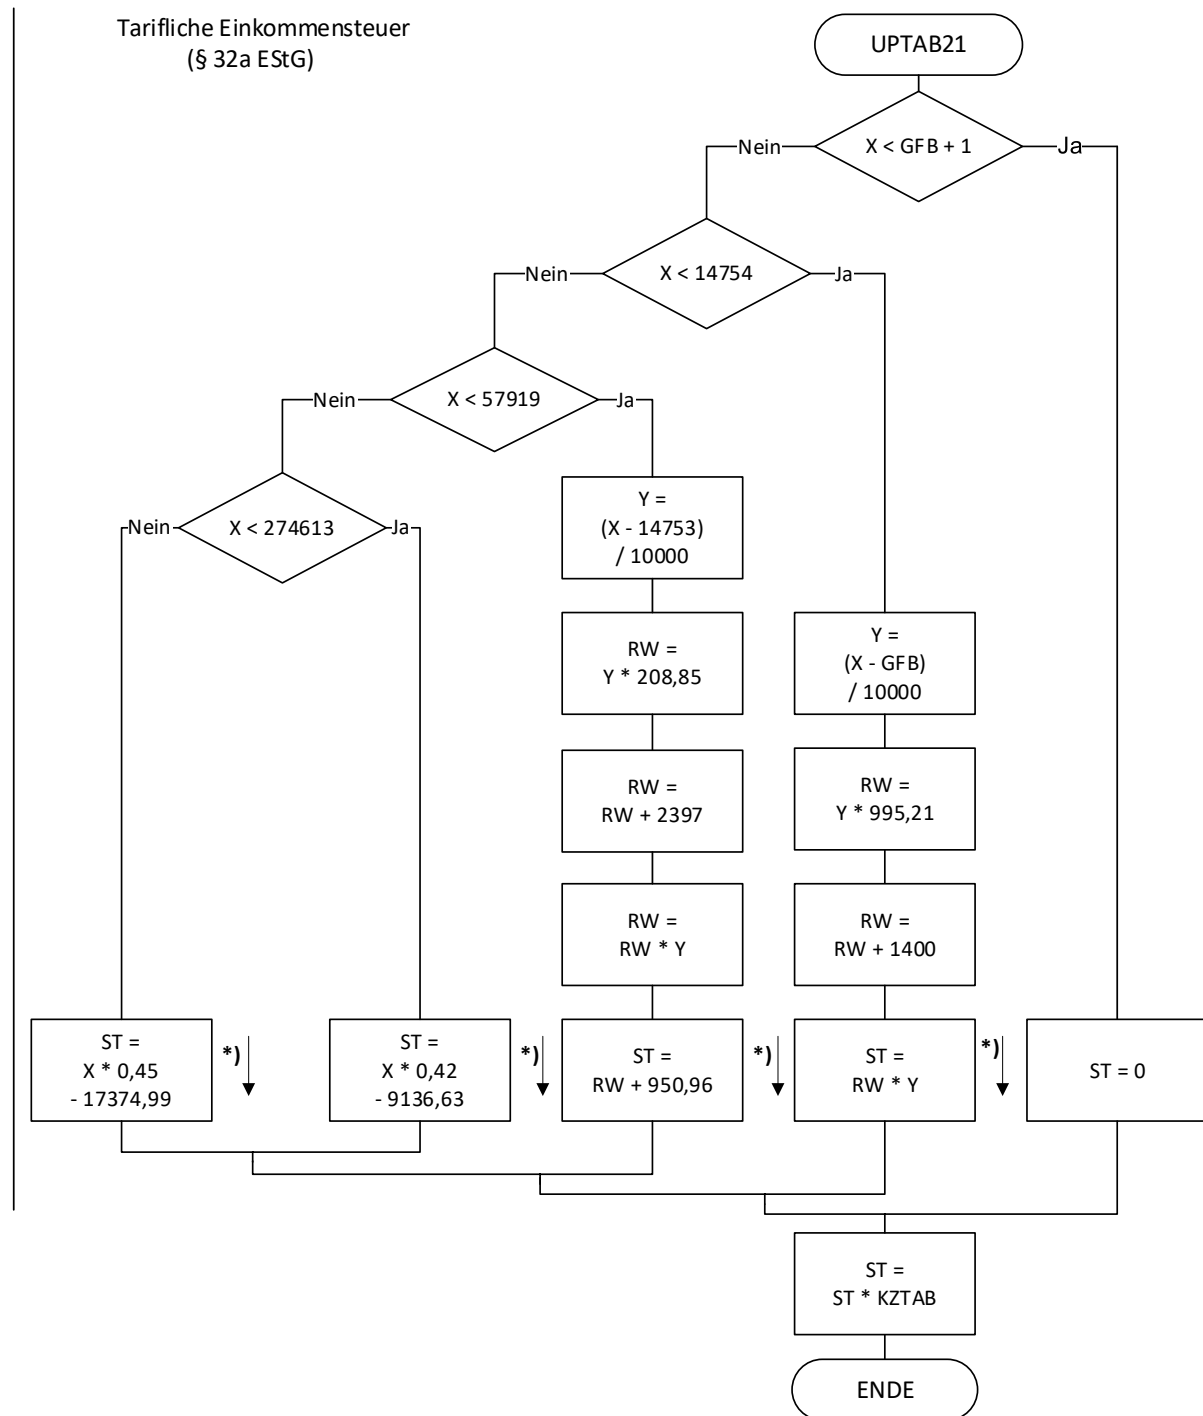 Tarifliche Einkommensteuer
(§ 32a EStG)
UPTAB21
X < GFB + 1
Nein
Ja
X < 14754
Nein
Ja
X < 57919
Nein
Ja
X < 274613
Nein
Ja
Y =
(X - 14753)
/ 10000
RW =
Y * 208,85
RW =
RW + 2397
RW =
RW * Y
Y =
(X - GFB)
/ 10000
RW =
Y * 995,21
RW =
RW + 1400
ST =
X * 0,45
- 17374,99
*)
ST =
X * 0,42
- 9136,63
*)
ST =
RW + 950,96
*)
ST =
RW * Y
*)
ST = 0
ST =
ST * KZTAB
ENDE